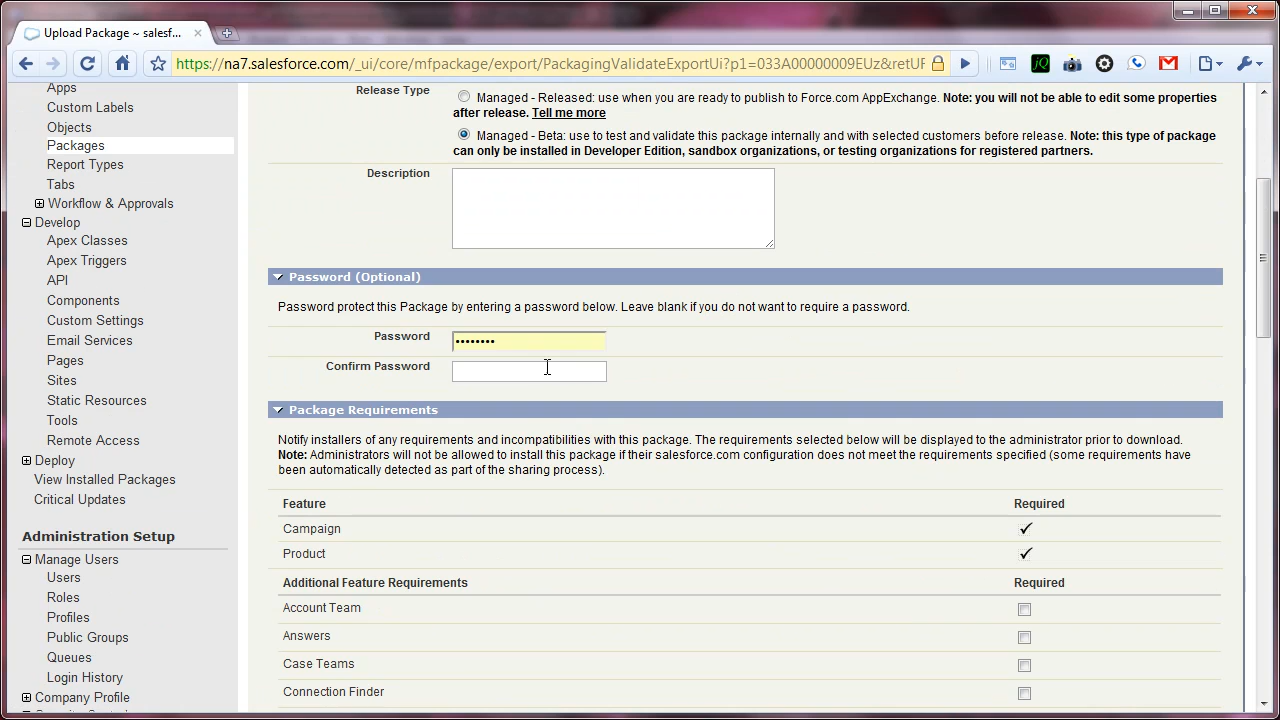 Upload Package ~ salesf...
https://na7.salesforce.com/_ui/core/mfpackage/export/PackagingValidateExportUi?p1=033A00000009EUz&retUF
Apps
Custom Labels
Objects
Packages
Report Types
Tabs
Workflow & Approvals
Develop
Apex Classes
Apex Triggers
API
Components
Custom Settings
Email Services
Pages
Sites
Static Resources
Tools
Remote Access
Deploy
View Installed Packages
Critical Updates
Administration Setup
Manage Users
Users
Roles
Profiles
Public Groups
Queues
Login History
Company Profile
Release Type
Managed - Released: use when you are ready to publish to Force.com AppExchange. Note: you will not be able to edit some properties
after release. Tell me more
Managed - Beta: use to test and validate this package internally and with selected customers before release. Note: this type of package
can only be installed in Developer Edition, sandbox organizations, or testing organizations for registered partners.
Description
Password (Optional)
Password protect this Package by entering a password below. Leave blank if you do not want to require a password.
Password ••••••••
Confirm Password
Package Requirements
Notify installers of any requirements and incompatibilities with this package. The requirements selected below will be displayed to the administrator prior to download.
Note: Administrators will not be allowed to install this package if their salesforce.com configuration does not meet the requirements specified (some requirements have
been automatically detected as part of the sharing process).
Feature Required
Campaign
Product
Additional Feature Requirements Required
Account Team
Answers
Case Teams
Connection Finder